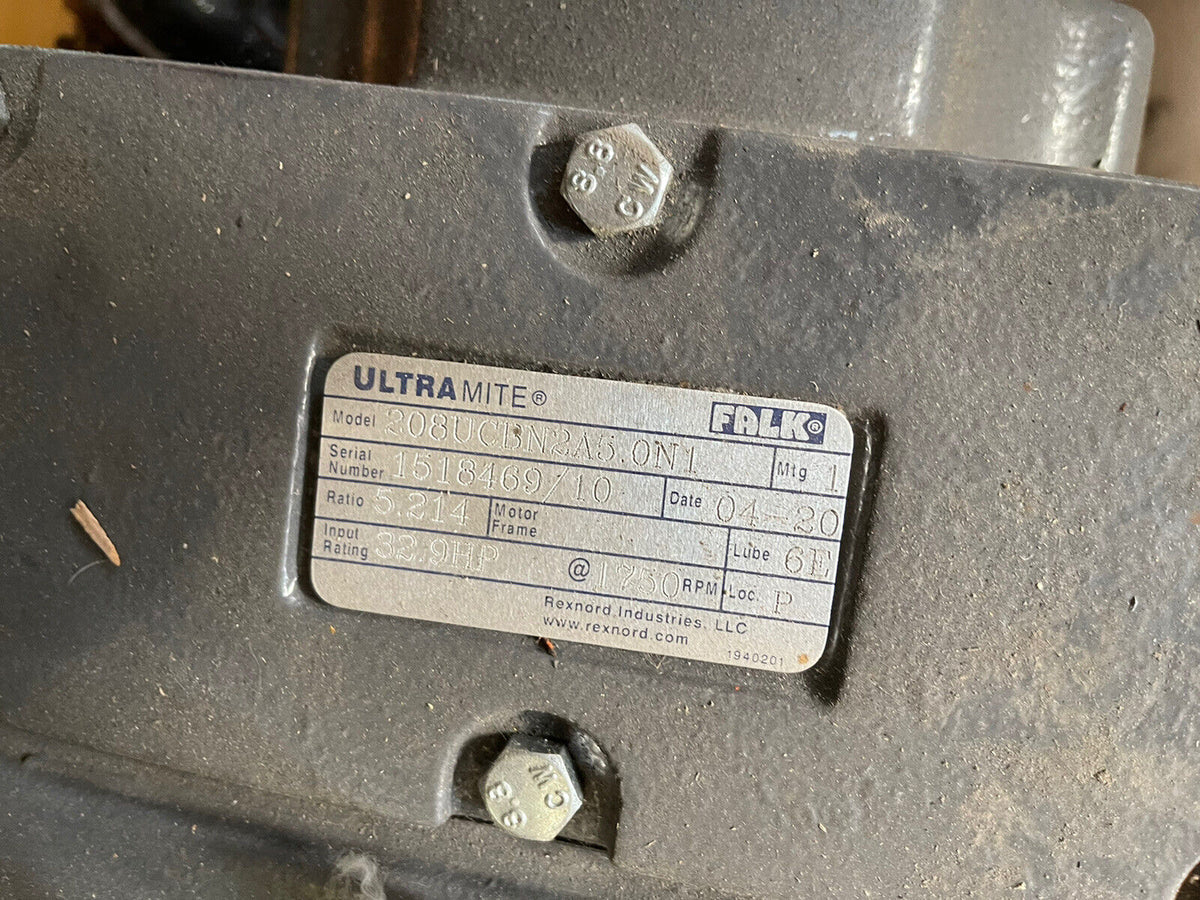 8.8
CW
ULTRAMITE®
FALK®
Model 208UCBN2A5.0N1 Mtg 1
Serial Number 1518469/10 Date 04-20
Ratio 5.214 Motor Frame Lube 6E
Input Rating 32.9HP @ 1750 RPM Loc. P
Rexnord Industries, LLC
www.rexnord.com
1940201
CW
8.8